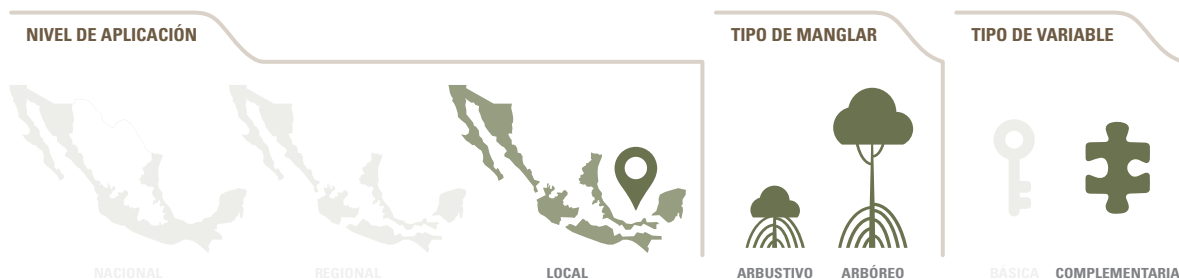 NIVEL DE APLICACIÓN
TIPO DE MANGLAR
TIPO DE VARIABLE
NACIONAL
REGIONAL
LOCAL
ARBUSTIVO
ARBÓREO
BÁSICA
COMPLEMENTARIA